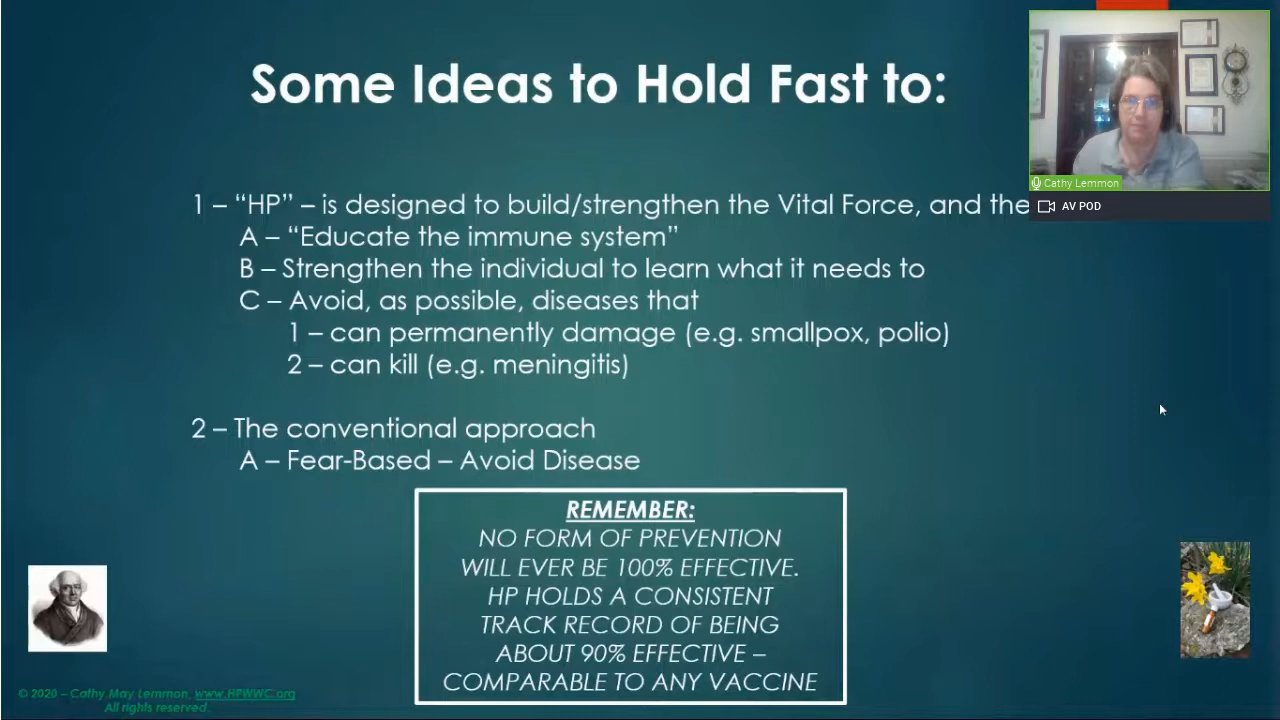 Some Ideas to Hold Fast to:
1 – “HP” – is designed to build/strengthen the Vital Force, and the
A – “Educate the immune system”
B – Strengthen the individual to learn what it needs to
C – Avoid, as possible, diseases that
1 – can permanently damage (e.g. smallpox, polio)
2 – can kill (e.g. meningitis)
2 – The conventional approach
A – Fear-Based – Avoid Disease
REMEMBER:
NO FORM OF PREVENTION
WILL EVER BE 100% EFFECTIVE.
HP HOLDS A CONSISTENT
TRACK RECORD OF BEING
ABOUT 90% EFFECTIVE –
COMPARABLE TO ANY VACCINE
© 2020 – Cathy May Lemmon, www.HPWWC.org
All rights reserved.
Cathy Lemmon
AV POD